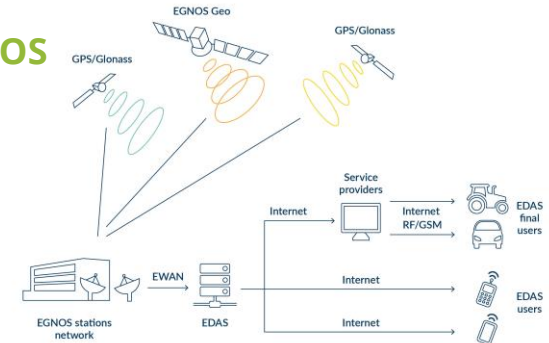 EGNOS Geo
OS
GPS/Glonass
GPS/Glonass
Service
providers
Internet
Internet
RF/GSM
EDAS
final
users
EWAN
Internet
EDAS
users
Internet
EGNOS stations
network
EDAS